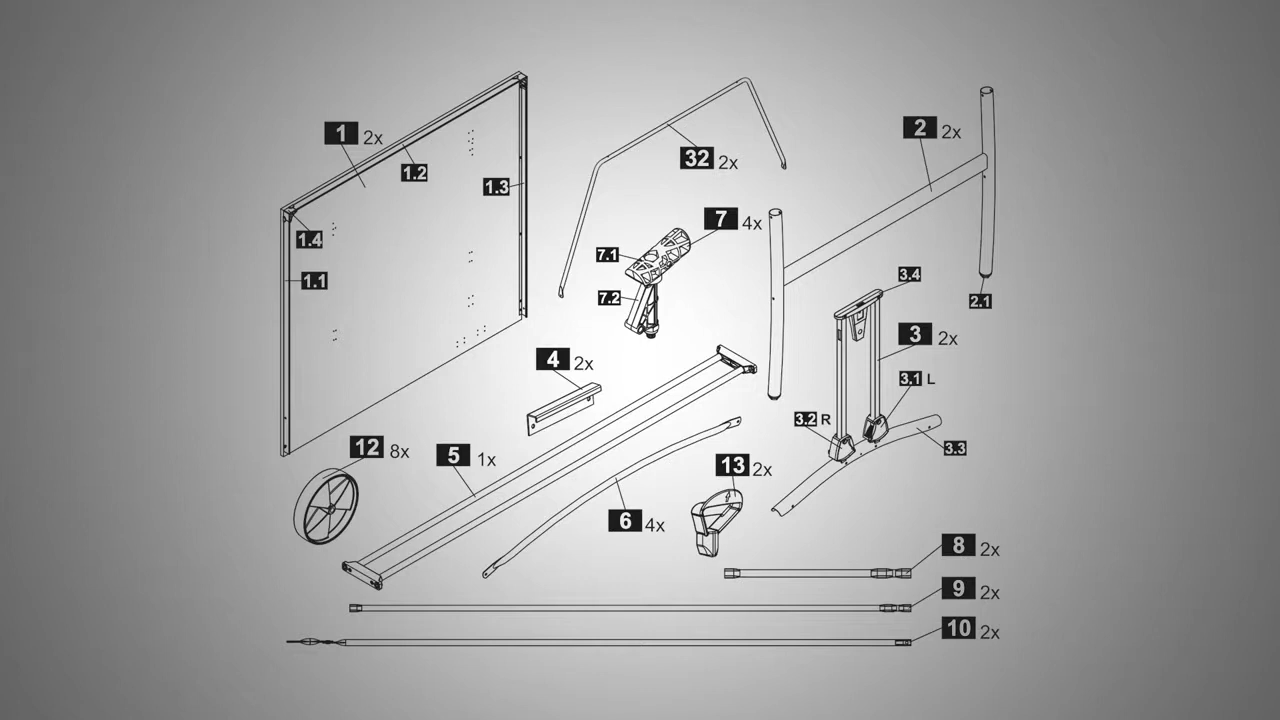 1 2x
1.2
1.3
1.4
1.1
32 2x
2 2x
7 4x
7.1
7.2
3.4
2.1
3 2x
4 2x
3.1 L
3.2 R
3.3
12 8x
5 1x
13 2x
6 4x
8 2x
9 2x
10 2x